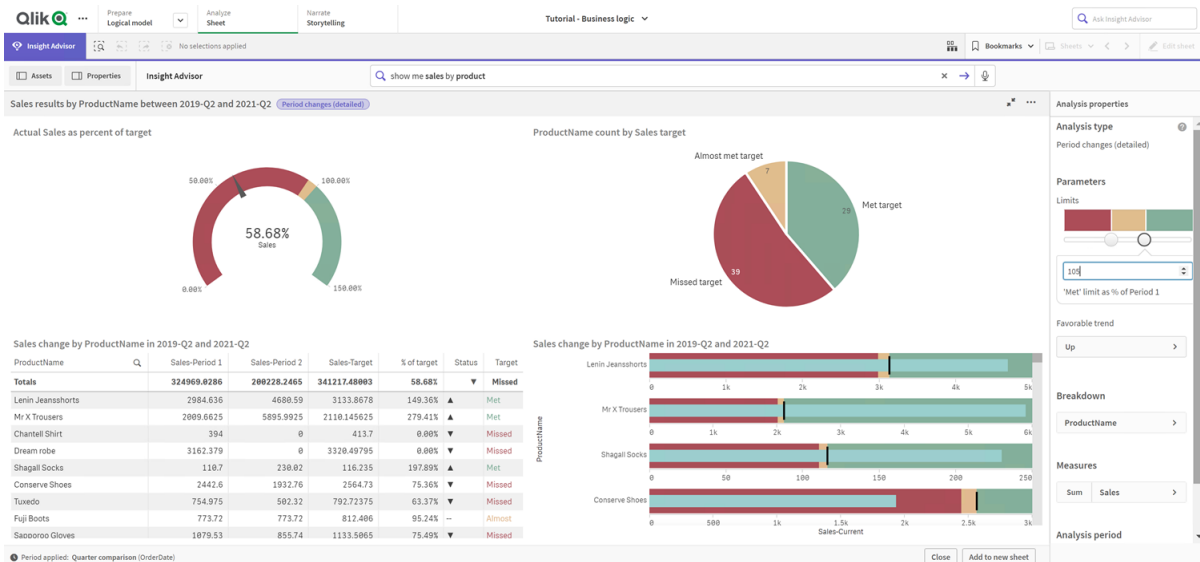 Qlik
Prepare
Logical model
Analyze
Sheet
Narrate
Storytelling
Tutorial - Business logic
Ask Insight Advisor
Insight Advisor
No selections applied
Bookmarks
Sheets
Edit sheet
Assets
Properties
Insight Advisor
show me sales by product
Sales results by ProductName between 2019-Q2 and 2021-Q2 Period changes (detailed)
Actual Sales as percent of target
50.00%
100.00%
58.68%
Sales
0.00%
150.00%
ProductName count by Sales target
Almost met target
7
29
Met target
39
Missed target
Sales change by ProductName in 2019-Q2 and 2021-Q2
ProductName Sales-Period 1 Sales-Period 2 Sales-Target % of target Status Target
Totals 324969.0286 200228.2465 341217.48003 58.68% ▼ Missed
Lenin Jeansshorts 2984.636 4680.59 3133.8678 149.36% ▲ Met
Mr X Trousers 2009.6625 5895.9925 2110.145625 279.41% ▲ Met
Chantell Shirt 394 0 413.7 0.00% ▼ Missed
Dream robe 3162.379 0 3320.49795 0.00% ▼ Missed
Shagall Socks 110.7 230.02 116.235 197.89% ▲ Met
Conserve Shoes 2442.6 1932.76 2564.73 75.36% ▼ Missed
Tuxedo 754.975 502.32 792.72375 63.37% ▼ Missed
Fuji Boots 773.72 773.72 812.406 95.24% -- Almost
Sapporoo Gloves 1079.53 855.74 1133.5065 75.49% ▼ Missed
Sales change by ProductName in 2019-Q2 and 2021-Q2
ProductName
Lenin Jeansshorts
0 1k 2k 3k 4k 5k
Mr X Trousers
0 1k 2k 3k 4k 5k 6k
Shagall Socks
0 50 100 150 200 250
Conserve Shoes
0 500 1k 1.5k 2k 2.5k 3k
Sales-Current
Analysis properties
Analysis type
Period changes (detailed)
Parameters
Limits
105
'Met' limit as % of Period 1
Favorable trend
Up
Breakdown
ProductName
Measures
Sum Sales
Analysis period
Period applied: Quarter comparison (OrderDate)
Close
Add to new sheet